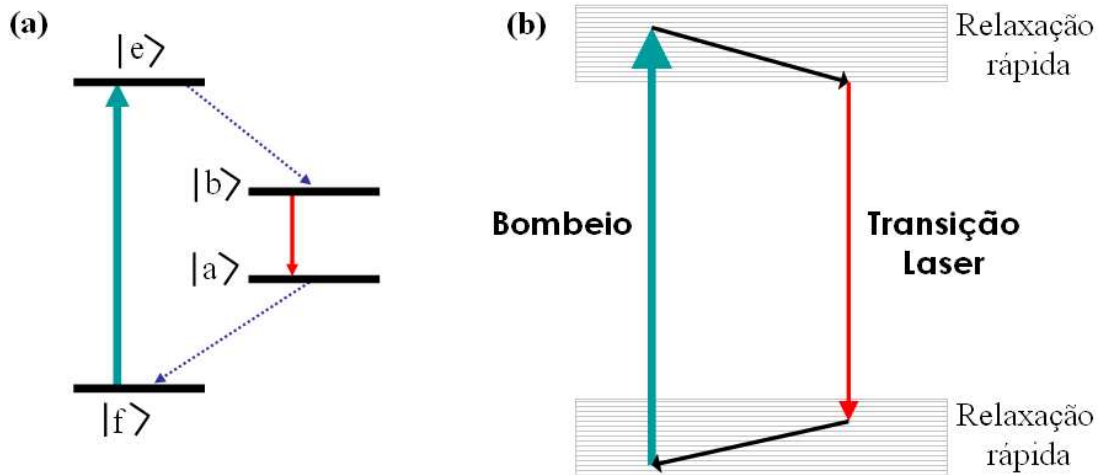 (a)
|e>
|b>
|a>
|f>
(b)
Relaxação
rápida
Bombeio
Transição
Laser
Relaxação
rápida